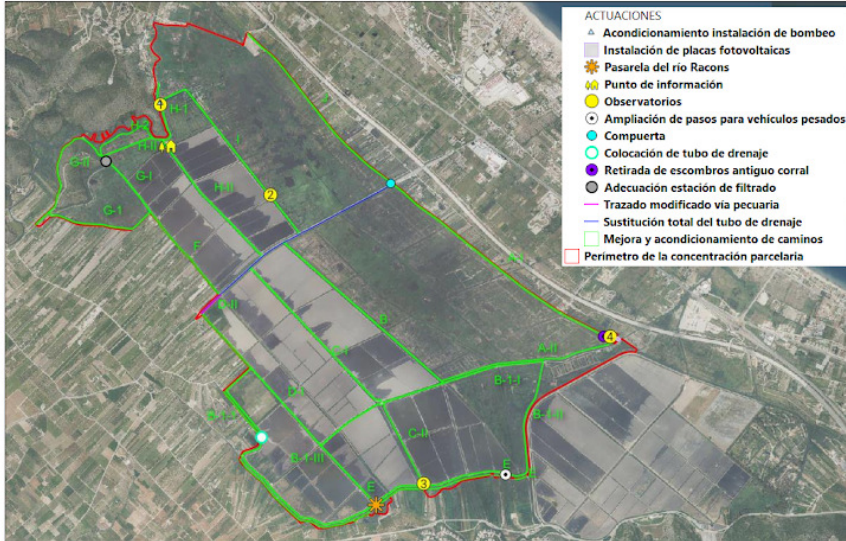 ACTUACIONES
Acondicionamiento instalación de bombeo
Instalación de placas fotovoltaicas
Pasarela del río Racons
Punto de información
Observatorios
Ampliación de pasos para vehículos pesados
Compuerta
Colocación de tubo de drenaje
Retirada de escombros antiguo corral
Adecuación estación de filtrado
Trazado modificado vía pecuaria
Sustitución total del tubo de drenaje
Mejora y acondicionamiento de caminos
Perímetro de la concentración parcelaria
H-1
H-II
G-II
G-I
H-II
G-1
2
F
B
A-II
4
B-1-I
D-I
B-1-II
C-II
B-1-III
E
E
3